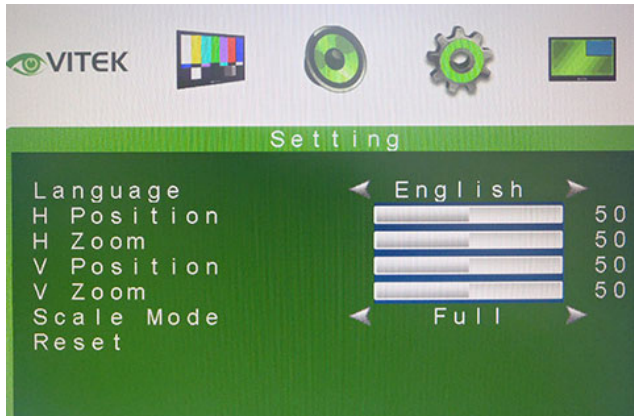 VITEK
Setting
Language English
H Position 50
H Zoom 50
V Position 50
V Zoom 50
Scale Mode Full
Reset